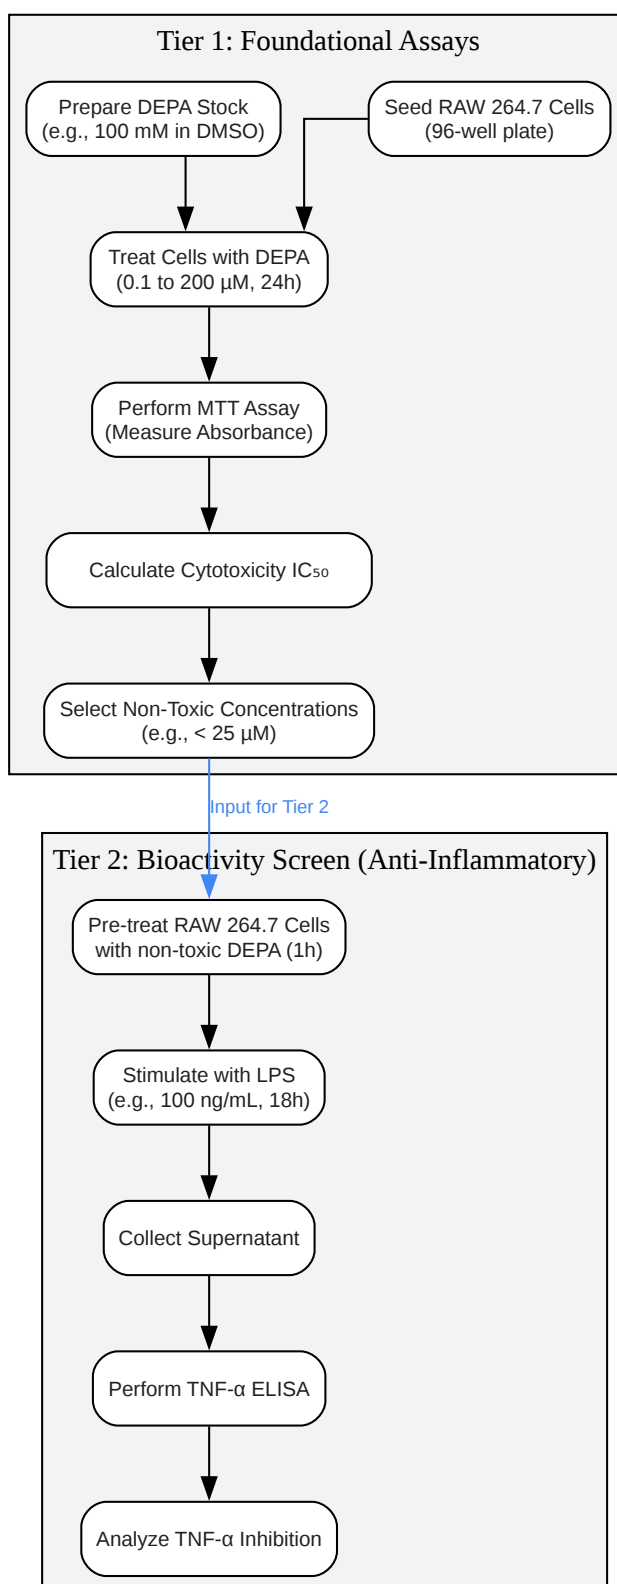 Tier 1: Foundational Assays
Prepare DEPA Stock
(e.g., 100 mM in DMSO)
Seed RAW 264.7 Cells
(96-well plate)
Treat Cells with DEPA
(0.1 to 200 µM, 24h)
Perform MTT Assay
(Measure Absorbance)
Calculate Cytotoxicity IC₅₀
Select Non-Toxic Concentrations
(e.g., < 25 µM)
Input for Tier 2
Tier 2: Bioactivity Screen (Anti-Inflammatory)
Pre-treat RAW 264.7 Cells
with non-toxic DEPA (1h)
Stimulate with LPS
(e.g., 100 ng/mL, 18h)
Collect Supernatant
Perform TNF-α ELISA
Analyze TNF-α Inhibition